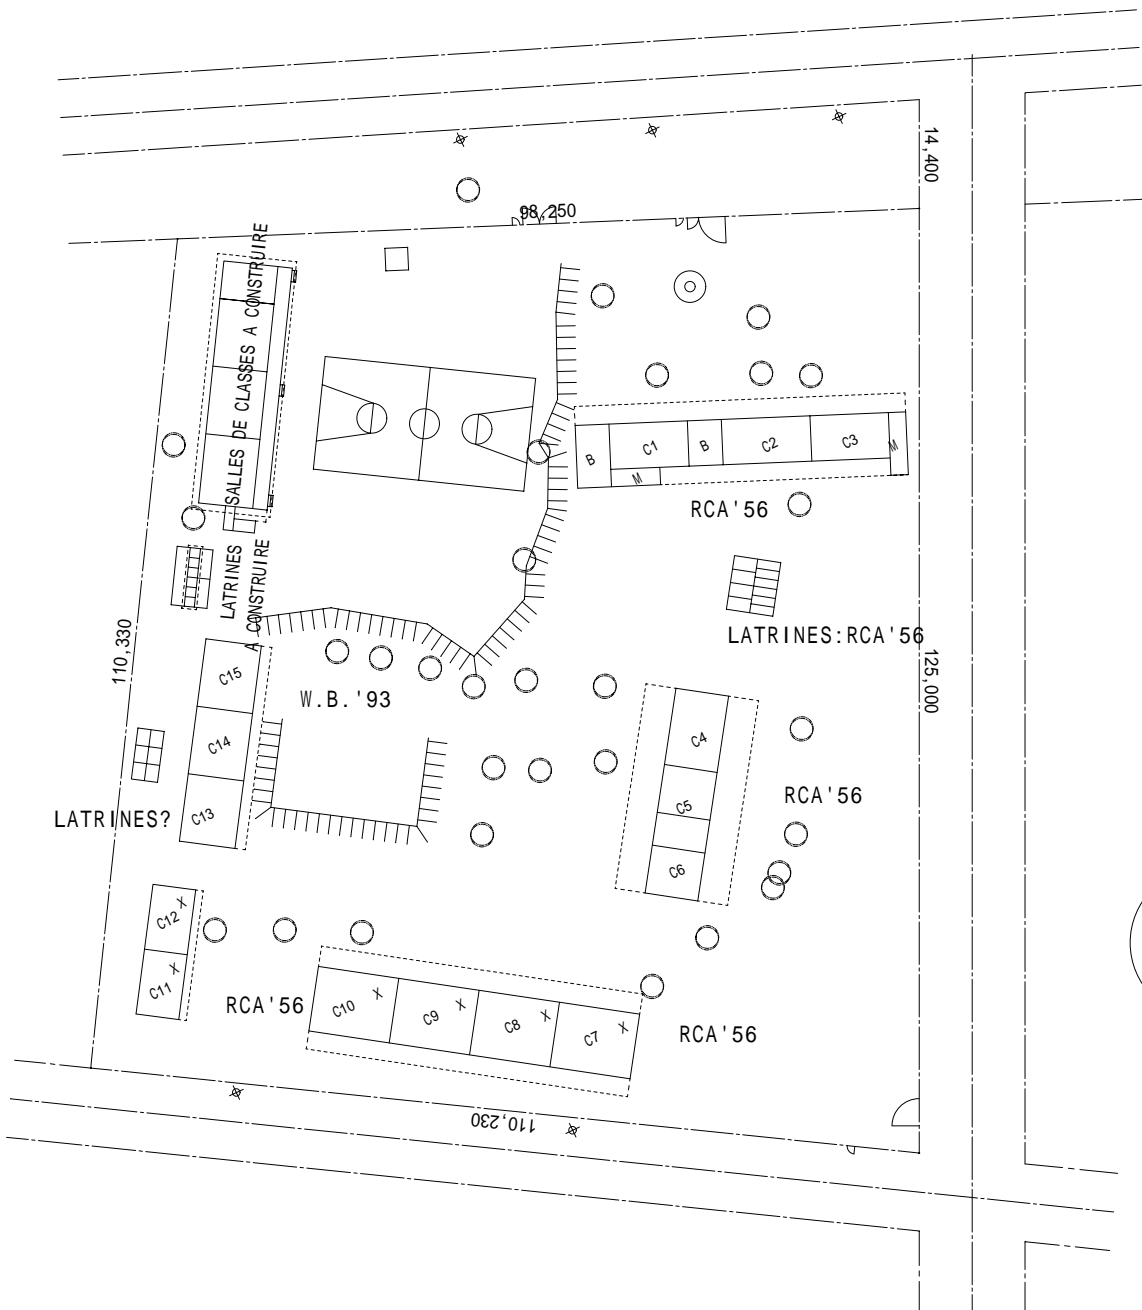 14,400
98,250
SALLES DE CLASSES A CONSTRUIRE
B
C1
B
C2
C3
M
M
RCA'56
LATRINES
A CONSTRUIRE
LATRINES:RCA'56
110,330
125,000
C15
W.B.'93
C14
C4
C13
C5
RCA'56
LATRINES?
C6
C12
X
C11
X
RCA'56
C10
X
C9
X
C8
X
C7
X
RCA'56
110,230